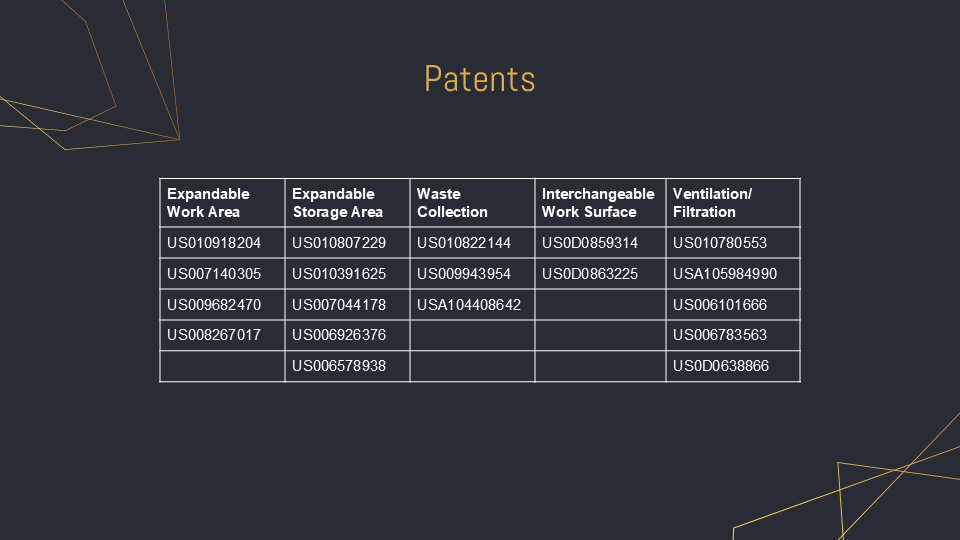 Patents
Expandable Work Area | Expandable Storage Area | Waste Collection | Interchangeable Work Surface | Ventilation/ Filtration
US010918204 | US010807229 | US010822144 | US0D0859314 | US010780553
US007140305 | US010391625 | US009943954 | US0D0863225 | USA105984990
US009682470 | US007044178 | USA104408642 | | US006101666
US008267017 | US006926376 | | | US006783563
| US006578938 | | | US0D0638866